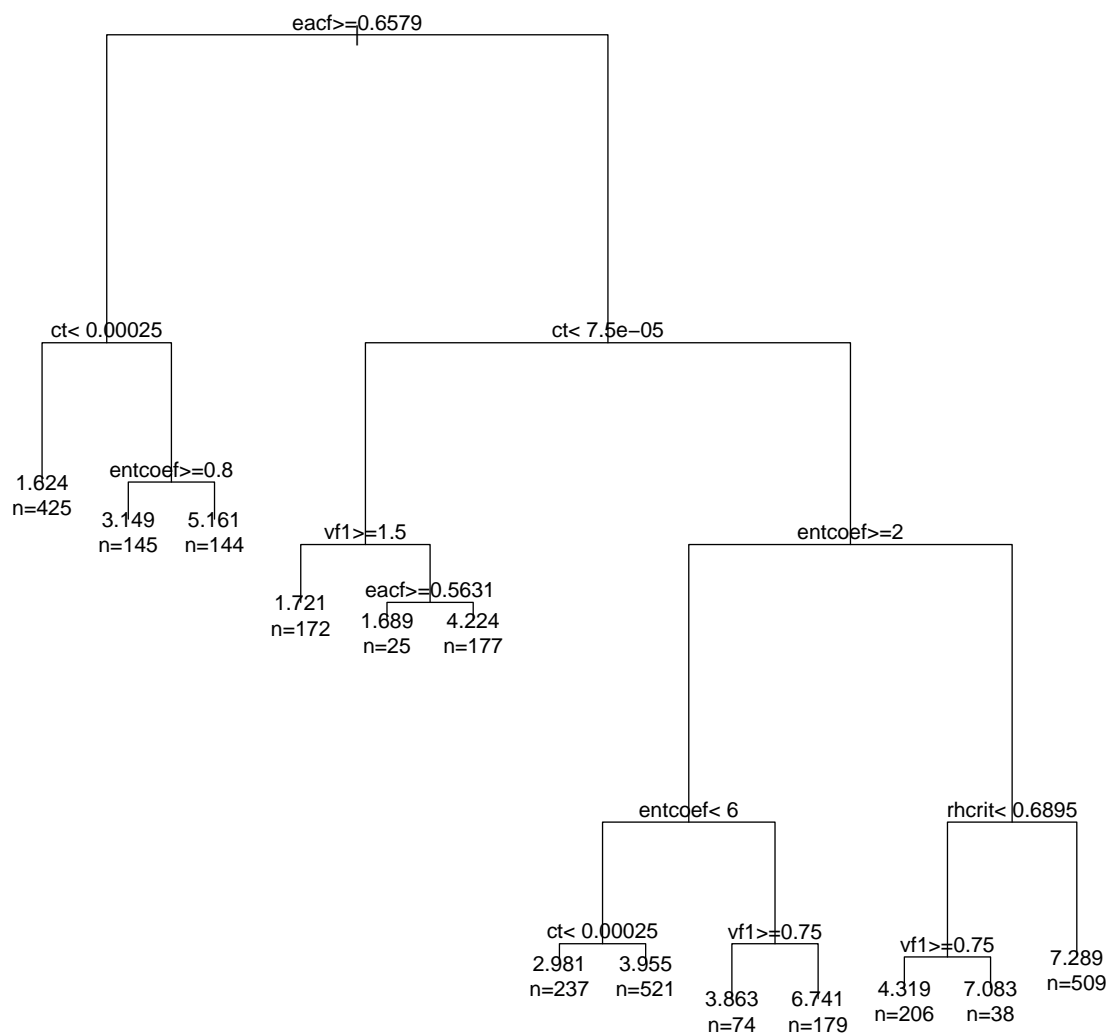 eacf>=0.6579
ct< 0.00025
ct< 7.5e−05
1.624
n=425
entcoef>=0.8
3.149
n=145
5.161
n=144
vf1>=1.5
1.721
n=172
eacf>=0.5631
1.689
n=25
4.224
n=177
entcoef>=2
entcoef< 6
rhcrit< 0.6895
ct< 0.00025
2.981
n=237
3.955
n=521
vf1>=0.75
3.863
n=74
6.741
n=179
vf1>=0.75
4.319
n=206
7.083
n=38
7.289
n=509